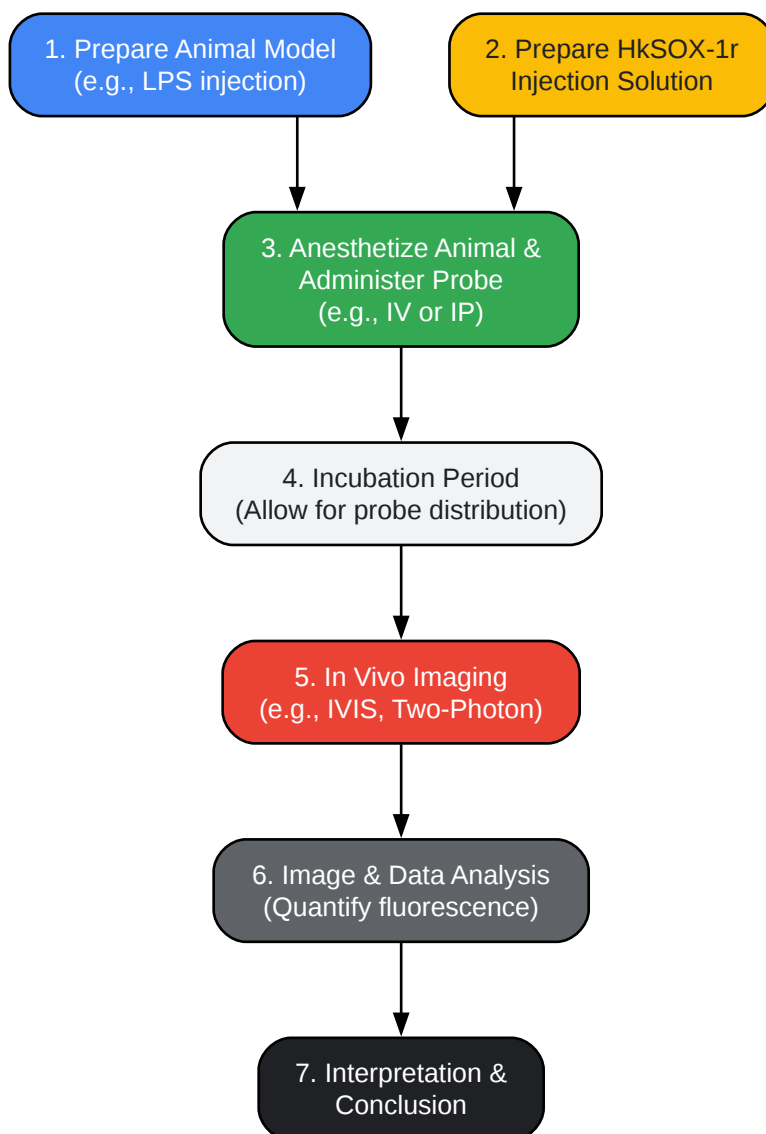 1. Prepare Animal Model
(e.g., LPS injection)
2. Prepare HkSOX-1r
Injection Solution
3. Anesthetize Animal &
Administer Probe
(e.g., IV or IP)
4. Incubation Period
(Allow for probe distribution)
5. In Vivo Imaging
(e.g., IVIS, Two-Photon)
6. Image & Data Analysis
(Quantify fluorescence)
7. Interpretation &
Conclusion